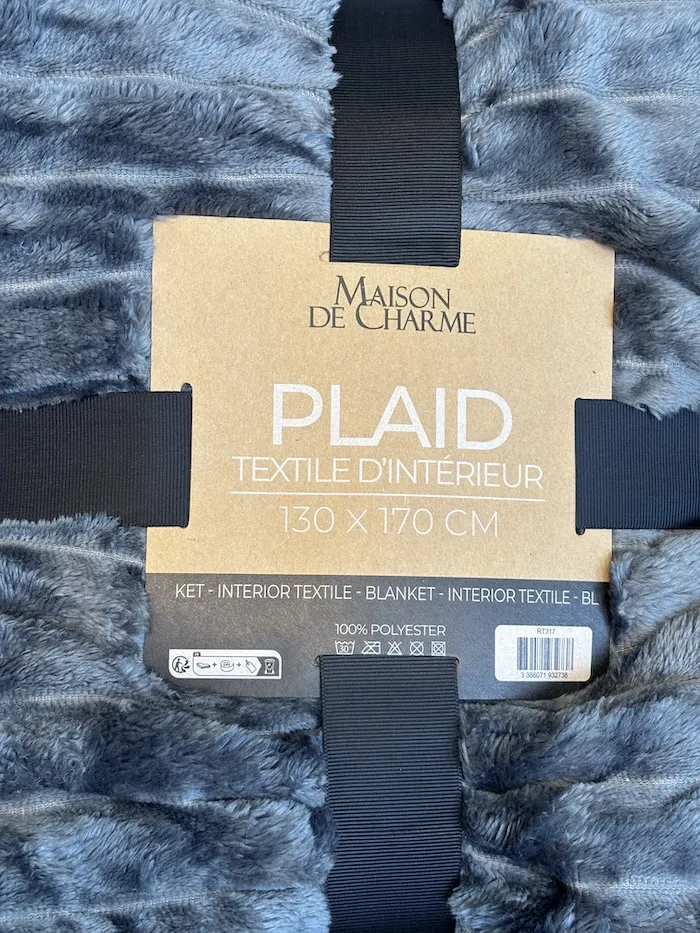 MAISON
DE CHARME
PLAID
TEXTILE D'INTÉRIEUR
130 X 170 CM
KET - INTERIOR TEXTILE - BLANKET - INTERIOR TEXTILE - BL
100% POLYESTER
30
RT317
3 386071 932738